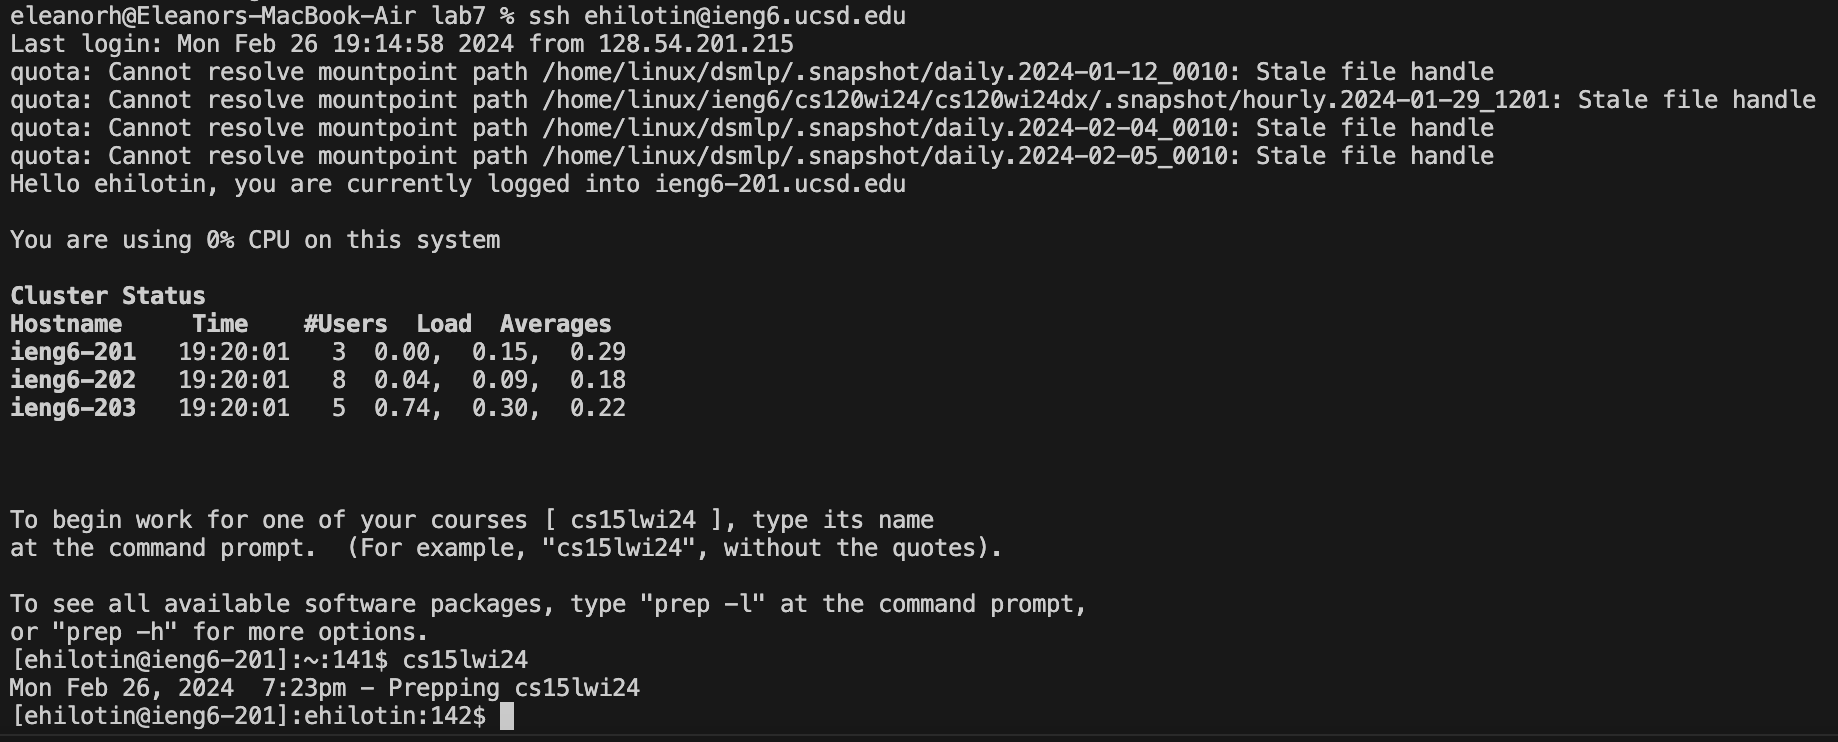 eleanorh@Eleanors-MacBook-Air lab7 % ssh ehilotin@ieng6.ucsd.edu
Last login: Mon Feb 26 19:14:58 2024 from 128.54.201.215
quota: Cannot resolve mountpoint path /home/linux/dsmlp/.snapshot/daily.2024-01-12_0010: Stale file handle
quota: Cannot resolve mountpoint path /home/linux/ieng6/cs120wi24/cs120wi24dx/.snapshot/hourly.2024-01-29_1201: Stale file handle
quota: Cannot resolve mountpoint path /home/linux/dsmlp/.snapshot/daily.2024-02-04_0010: Stale file handle
quota: Cannot resolve mountpoint path /home/linux/dsmlp/.snapshot/daily.2024-02-05_0010: Stale file handle
Hello ehilotin, you are currently logged into ieng6-201.ucsd.edu

You are using 0% CPU on this system

Cluster Status
Hostname     Time    #Users  Load  Averages
ieng6-201   19:20:01   3  0.00,  0.15,  0.29
ieng6-202   19:20:01   8  0.04,  0.09,  0.18
ieng6-203   19:20:01   5  0.74,  0.30,  0.22

To begin work for one of your courses [ cs15lwi24 ], type its name
at the command prompt.  (For example, "cs15lwi24", without the quotes).

To see all available software packages, type "prep -l" at the command prompt,
or "prep -h" for more options.
[ehilotin@ieng6-201]:~:141$ cs15lwi24
Mon Feb 26, 2024  7:23pm - Prepping cs15lwi24
[ehilotin@ieng6-201]:ehilotin:142$